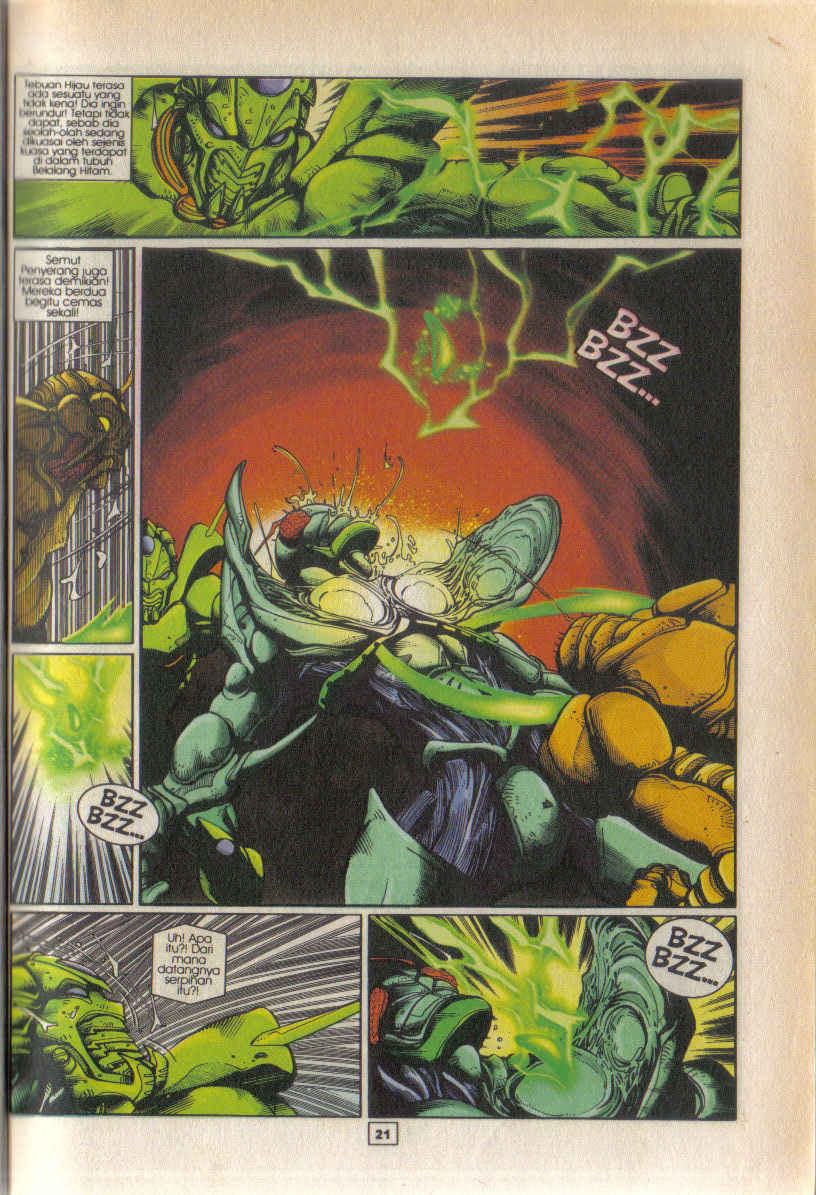 Tebuan Hijau terasa
ada sesuatu yang
tidak kena! Dia ingin
berundur! Tetapi tidak
dapat, sebab dia
seolah-olah sedang
dikuasai oleh sejenis
kuasa yang terdapat
di dalam tubuh
Belalang Hitam.
Semut
Penyerang juga
terasa demikian!
Mereka berdua
begitu cemas
sekali!
BZZ
BZZ...
BZZ
BZZ...
Uh! Apa
itu?! Dari
mana
datangnya
serpihan
itu?!
BZZ
BZZ...
21